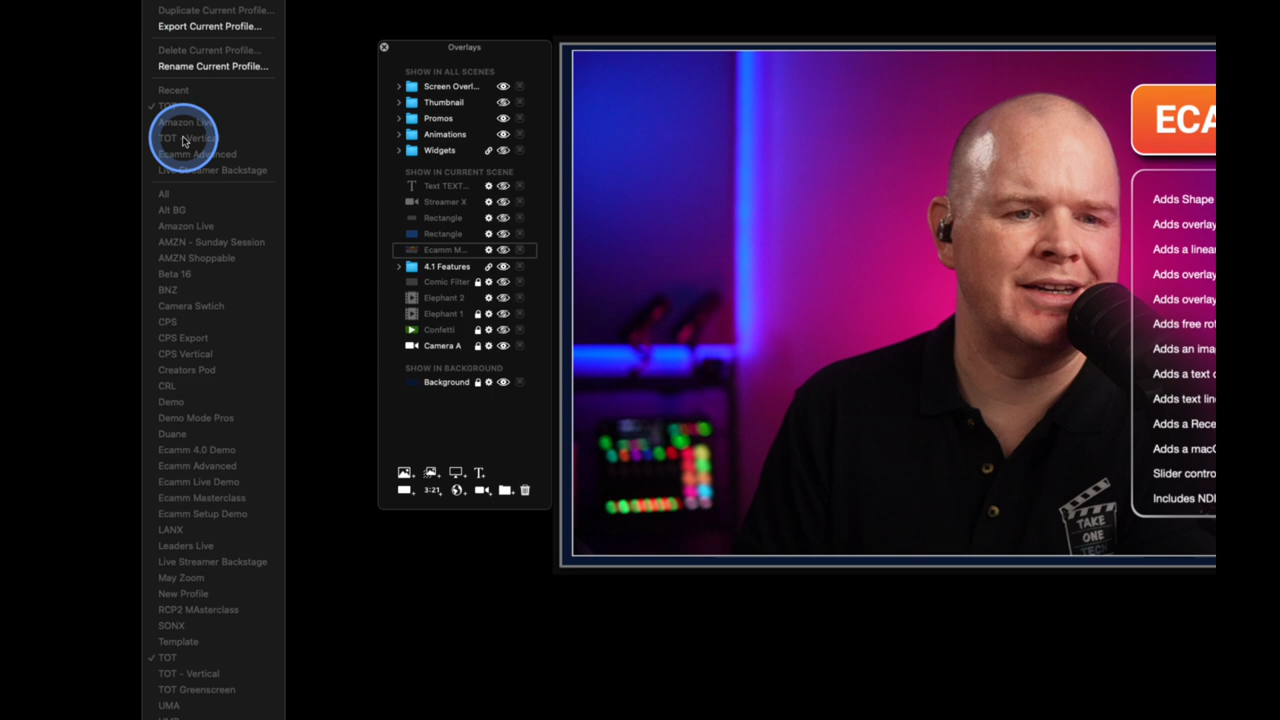 Duplicate Current Profile...
Export Current Profile...
Delete Current Profile...
Rename Current Profile...
Recent
TOT
Amazon Live
TOT - Vertical
Ecamm Advanced
Live Streamer Backstage
All
Alt BG
Amazon Live
AMZN - Sunday Session
AMZN Shoppable
Beta 16
BNZ
Camera Swtich
CPS
CPS Export
CPS Vertical
Creators Pod
CRL
Demo
Demo Mode Pros
Duane
Ecamm 4.0 Demo
Ecamm Advanced
Ecamm Live Demo
Ecamm Masterclass
Ecamm Setup Demo
LANX
Leaders Live
Live Streamer Backstage
May Zoom
New Profile
RCP2 MAsterclass
SONX
Template
TOT
TOT - Vertical
TOT Greenscreen
UMA
Overlays
SHOW IN ALL SCENES
Screen Overl...
Thumbnail
Promos
Animations
Widgets
SHOW IN CURRENT SCENE
Text TEXT...
Streamer X
Rectangle
Rectangle
Ecamm M...
4.1 Features
Comic Filter
Elephant 2
Elephant 1
Confetti
Camera A
SHOW IN BACKGROUND
Background
T
3:21
ECA
Adds Shape
Adds overlay
Adds a linear
Adds overlay
Adds overlay
Adds free rot
Adds an ima
Adds a text c
Adds text line
Adds a Rece
Adds a macO
Slider contro
Includes NDI
TAKE
ONE
TECH